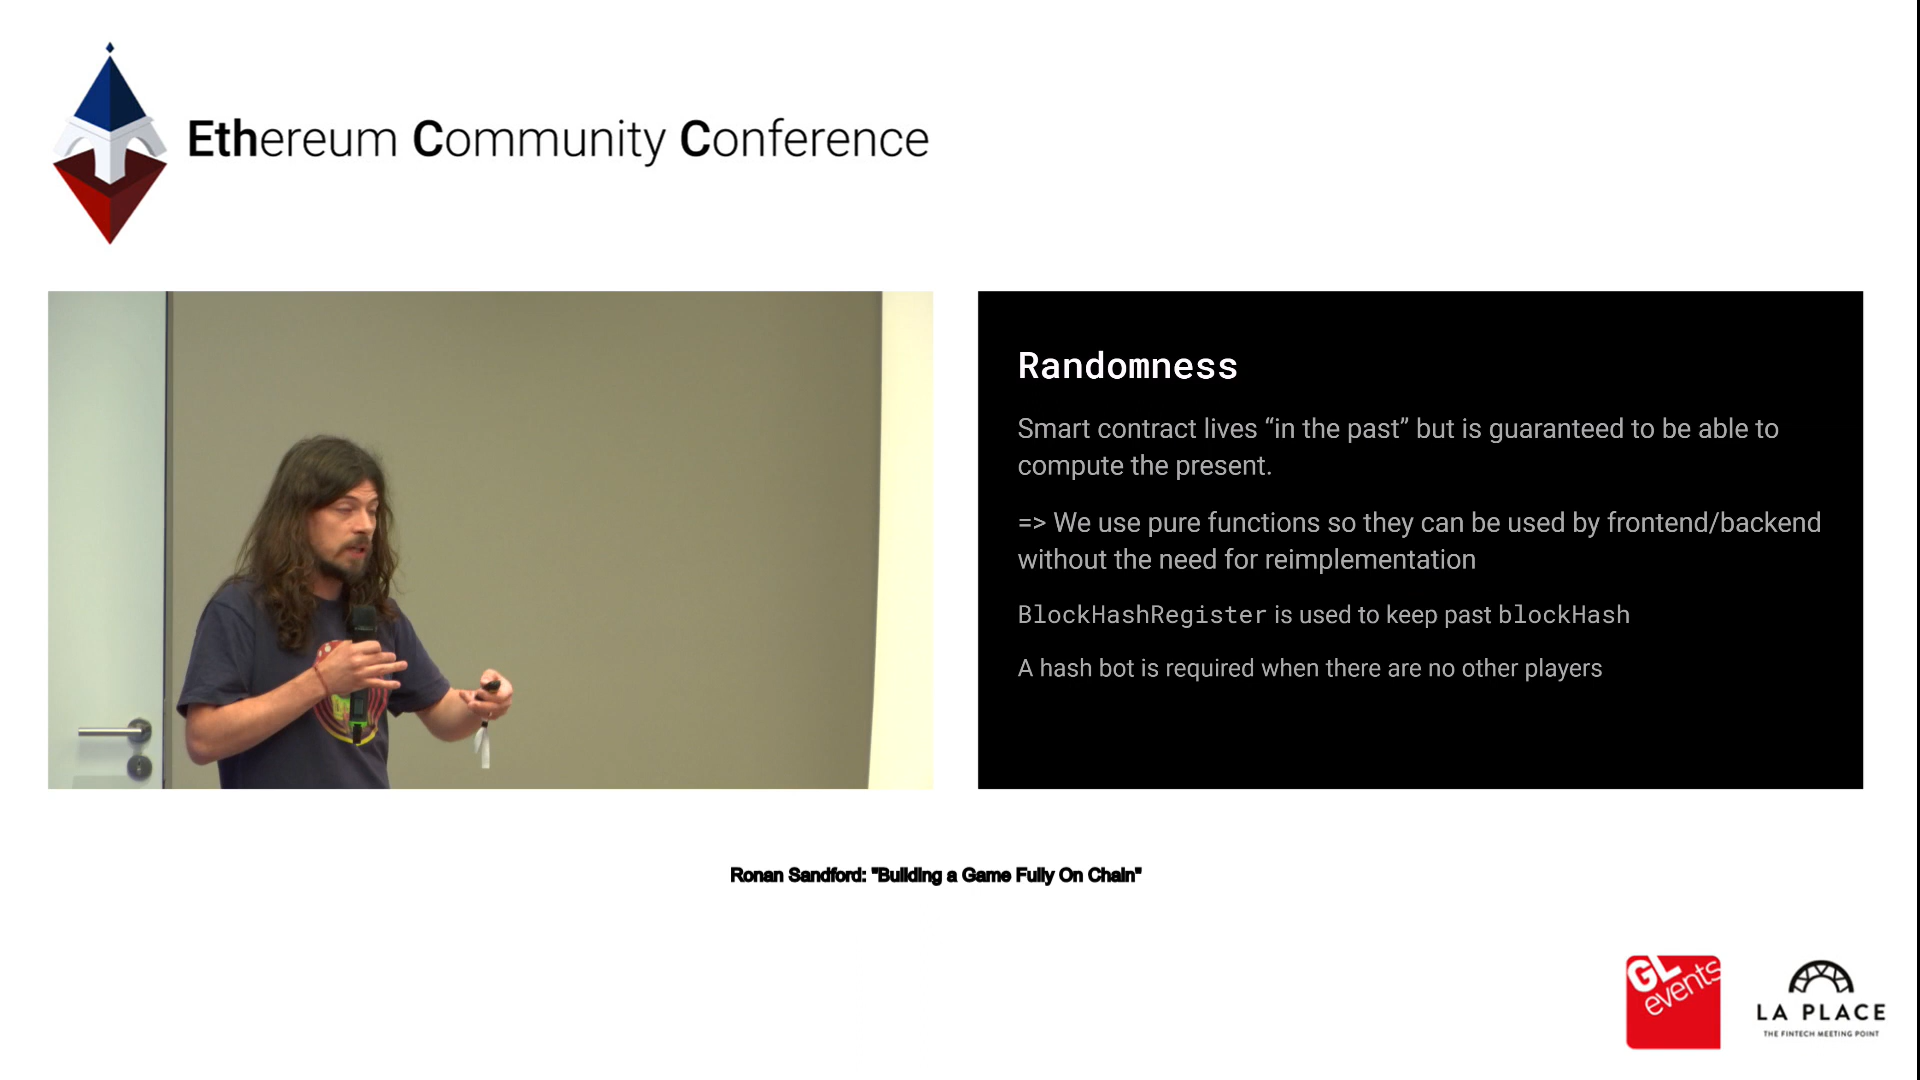 Ethereum Community Conference
Randomness
Smart contract lives “in the past” but is guaranteed to be able to
compute the present.
=> We use pure functions so they can be used by frontend/backend
without the need for reimplementation
BlockHashRegister is used to keep past blockHash
A hash bot is required when there are no other players
Ronan Sandford: "Building a Game Fully On Chain"
GL
events
LA PLACE
THE FINTECH MEETING POINT